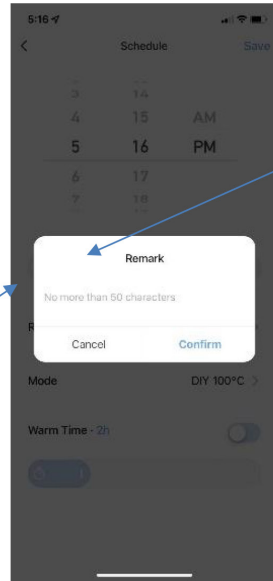 5:16
Schedule
Save
3 14
4 15 AM
5 16 PM
6 17
7 18
Remark
No more than 50 characters
R
Cancel
Confirm
Mode
DIY 100°C >
Warm Time - 2h